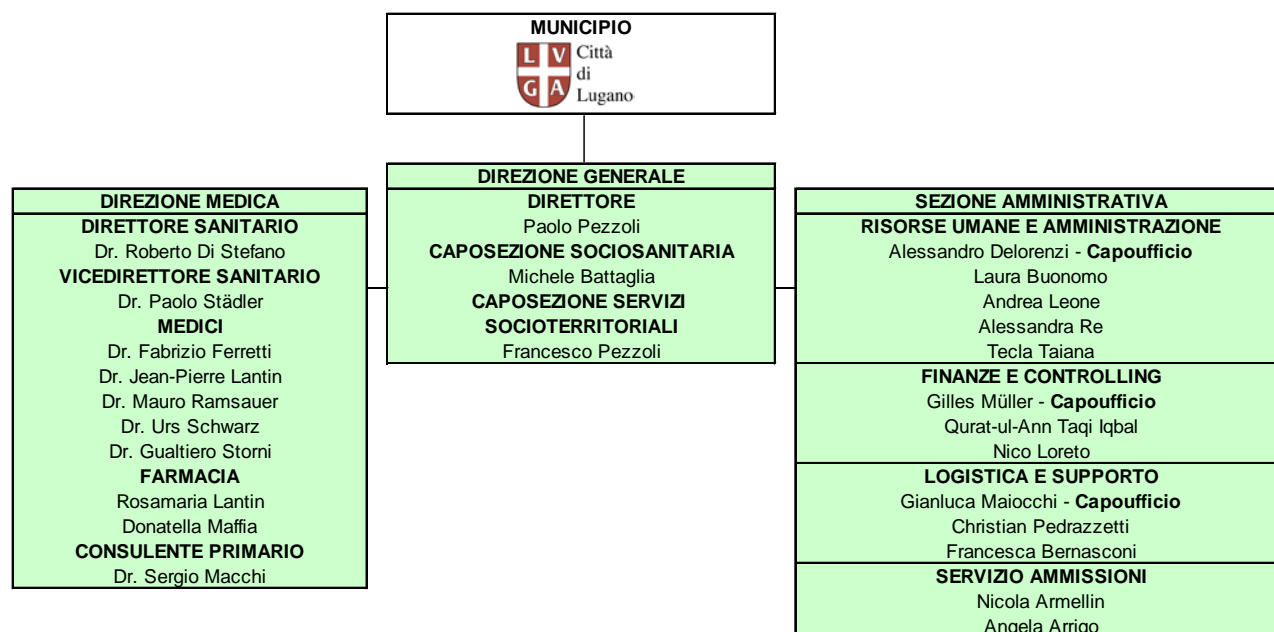 MUNICIPIO
L V
G A
Città
di
Lugano
DIREZIONE GENERALE
DIRETTORE
Paolo Pezzoli
CAPOSEZIONE SOCIOSANITARIA
Michele Battaglia
CAPOSEZIONE SERVIZI
SOCIOTERRITORIALI
Francesco Pezzoli
DIREZIONE MEDICA
DIRETTORE SANITARIO
Dr. Roberto Di Stefano
VICEDIRETTORE SANITARIO
Dr. Paolo Städler
MEDICI
Dr. Fabrizio Ferretti
Dr. Jean-Pierre Lantin
Dr. Mauro Ramsauer
Dr. Urs Schwarz
Dr. Gualtiero Storni
FARMACIA
Rosamaria Lantin
Donatella Maffia
CONSULENTE PRIMARIO
Dr. Sergio Macchi
SEZIONE AMMINISTRATIVA
RISORSE UMANE E AMMINISTRAZIONE
Alessandro Delorenzi - Capoufficio
Laura Buonomo
Andrea Leone
Alessandra Re
Tecla Taiana
FINANZE E CONTROLLING
Gilles Müller - Capoufficio
Qurat-ul-Ann Taqi Iqbal
Nico Loreto
LOGISTICA E SUPPORTO
Gianluca Maiocchi - Capoufficio
Christian Pedrazzetti
Francesca Bernasconi
SERVIZIO AMMISSIONI
Nicola Armellin
Angela Arrigo